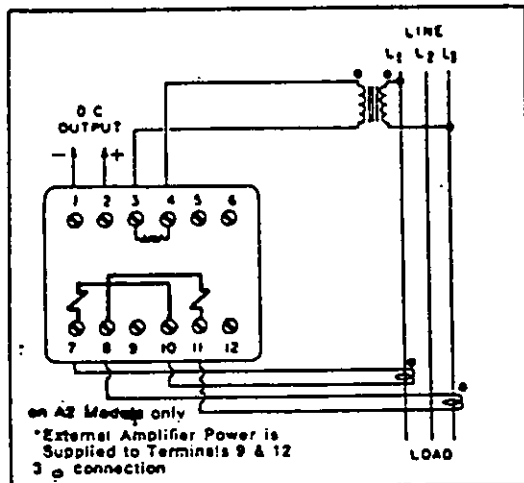 LINE
L1 L2 L3
DC
OUTPUT
- +
1 2 3 4 5 6
7 8 9 10 11 12
on A2 Models only
*External Amplifier Power is
Supplied to Terminals 9 & 12
3 ø connection
LOAD